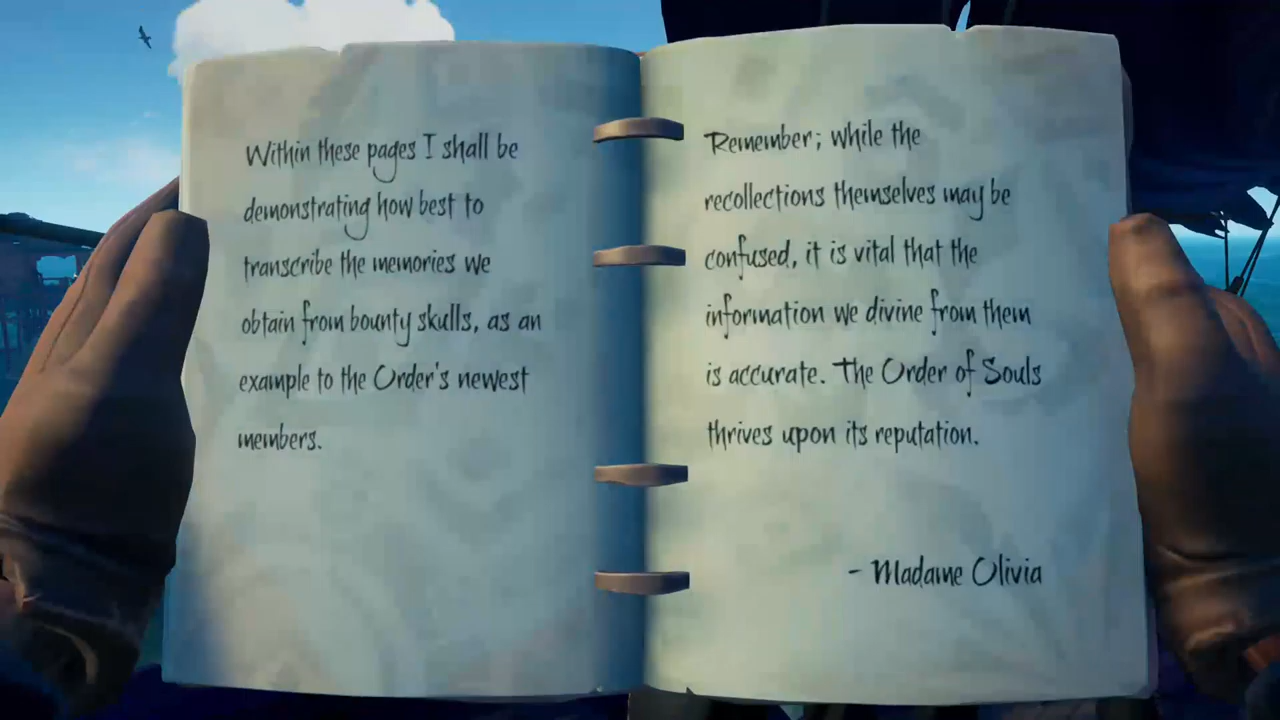 Within these pages I shall be
demonstrating how best to
transcribe the memories we
obtain from bounty skulls, as an
example to the Order's newest
members.
Remember; while the
recollections themselves may be
confused, it is vital that the
information we divine from them
is accurate. The Order of Souls
thrives upon its reputation.
- Madame Olivia